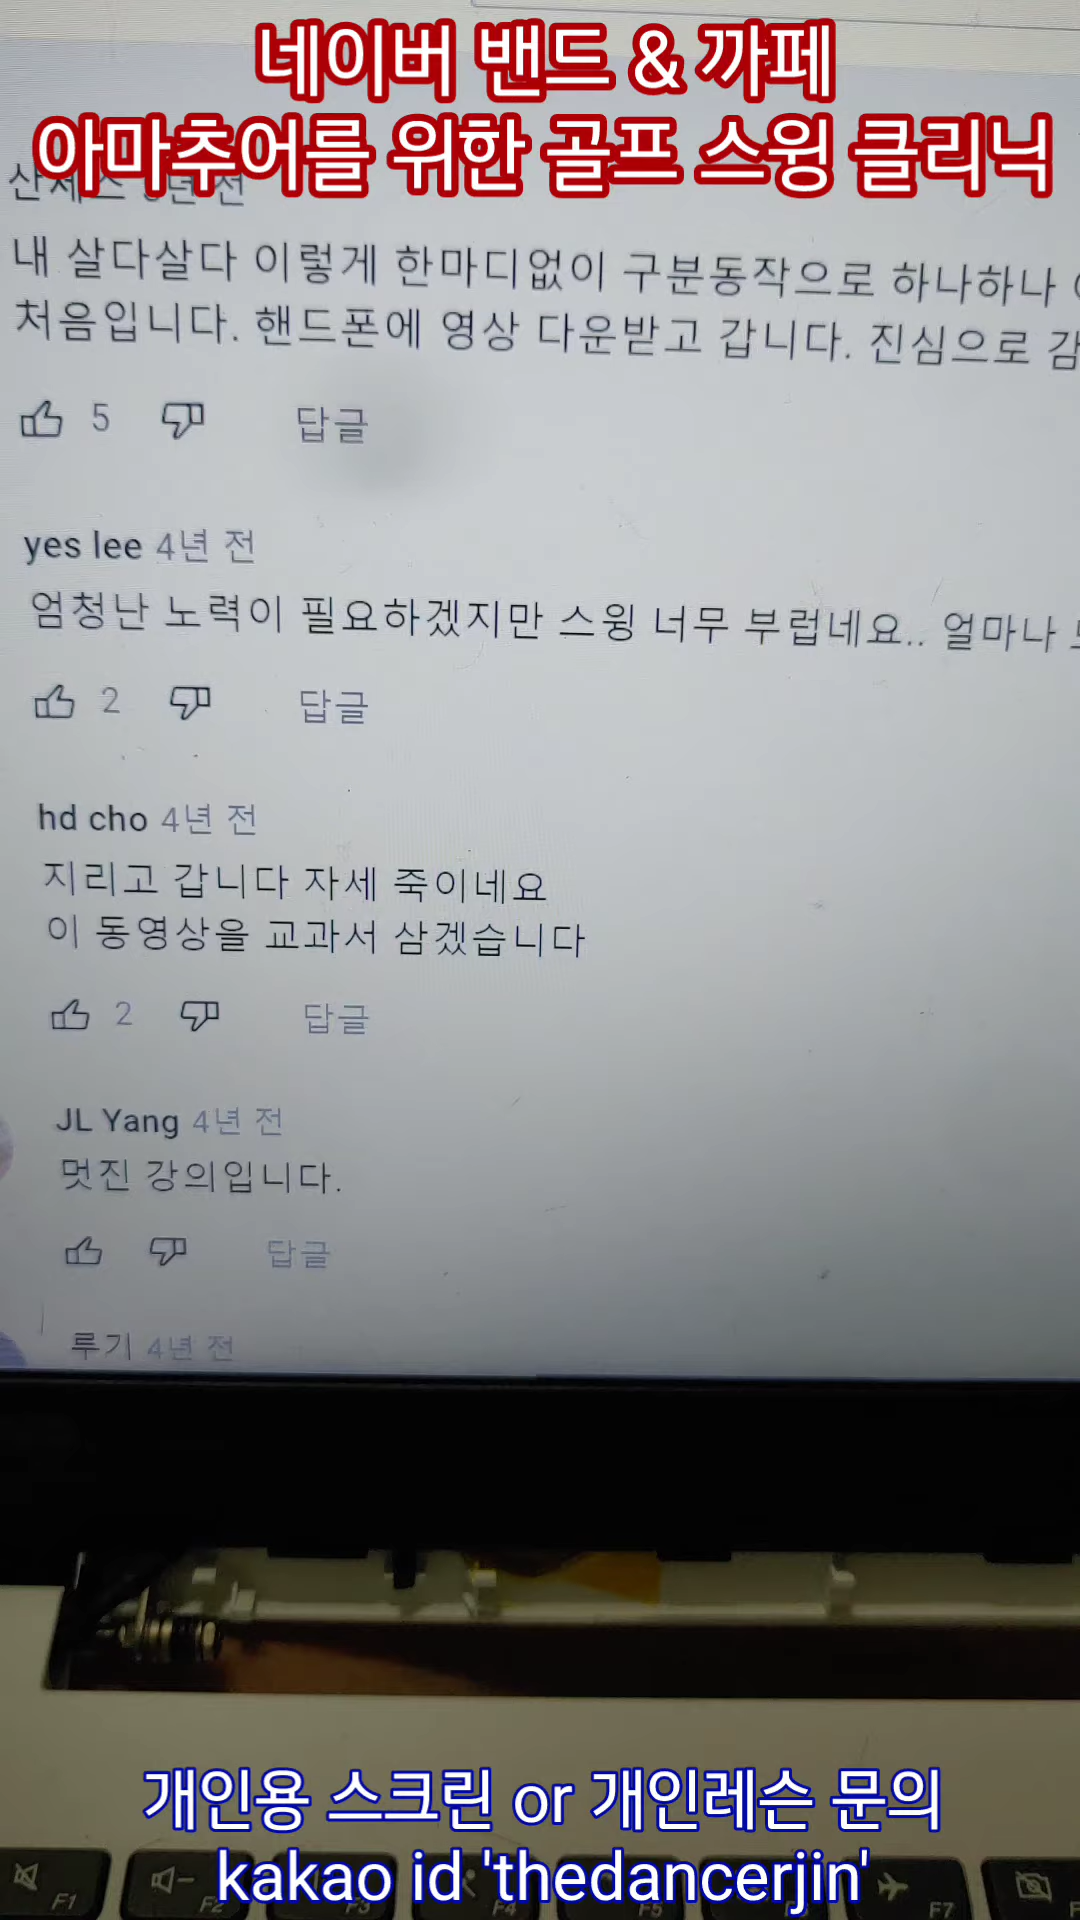 네이버 밴드 & 까페
아마추어를 위한 골프 스윙 클리닉
전
내 살다살다 이렇게 한마디없이 구분동작으로 하나하나
처음입니다. 핸드폰에 영상 다운받고 갑니다. 진심으로
5 답글
yes lee 4년 전
엄청난 노력이 필요하겠지만 스윙 너무 부럽네요.. 얼마나
2 답글
hd cho 4년 전
지리고 갑니다 자세 죽이네요
이 동영상을 교과서 삼겠습니다
2 답글
JL Yang 4년 전
멋진 강의입니다.
답글
루기 4년 전
개인용 스크린 or 개인레슨 문의
kakao id 'thedancerjin'
F1 F2 F3 F4 F5 F7